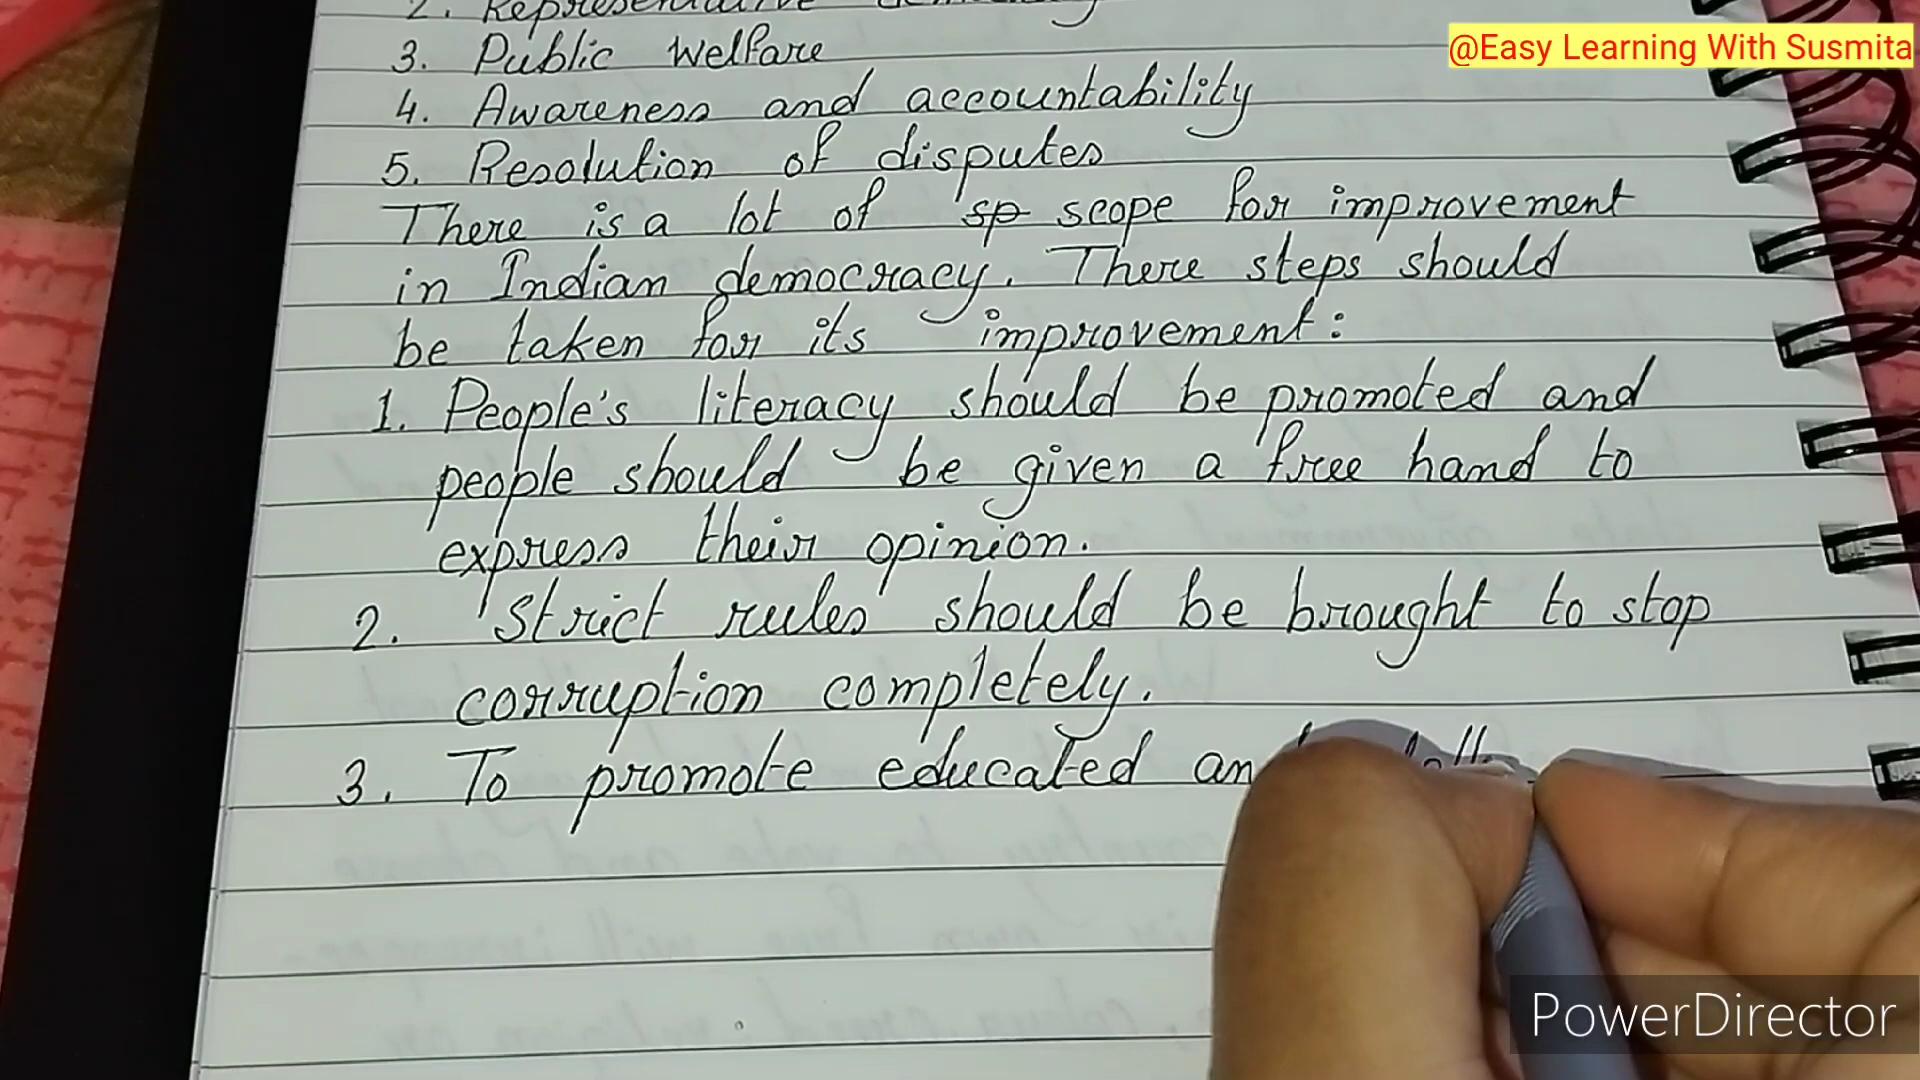 2. Representative
@Easy Learning With Susmita
3. Public Welfare
4. Awareness and accountability
5. Resolution of disputes
There is a lot of sp scope for improvement
in Indian democracy. There steps should
be taken for its improvement:
1. People's literacy should be promoted and
people should be given a free hand to
express their opinion.
2. Strict rules should be brought to stop
corruption completely.
3. To promote educated an
PowerDirector